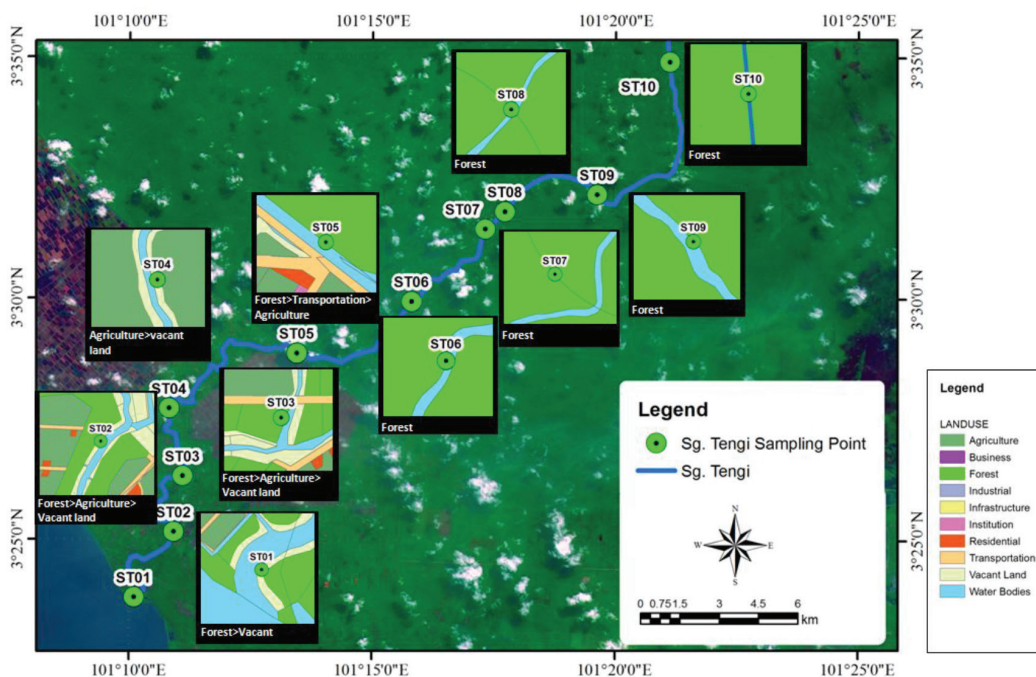 101°10'0"E
101°15'0"E
101°20'0"E
101°25'0"E
3°35'0"N
3°35'0"N
ST10
ST10
Forest
ST08
Forest
ST09
ST08
ST07
ST09
Forest
ST07
Forest
ST05
Forest>Transportation>
Agriculture
ST04
Agriculture>vacant
land
3°30'0"N
3°30'0"N
ST06
ST06
Forest
ST05
ST04
ST03
Forest>Agriculture>
Vacant land
ST02
Forest>Agriculture>
Vacant land
ST03
ST02
3°25'0"N
3°25'0"N
ST01
Forest>Vacant
ST01
Legend
Sg. Tengi Sampling Point
Sg. Tengi
N
W
E
S
0 0.75 1.5 3 4.5 6
km
Legend
LANDUSE
Agriculture
Business
Forest
Industrial
Infrastructure
Institution
Residential
Transportation
Vacant Land
Water Bodies
101°10'0"E
101°15'0"E
101°20'0"E
101°25'0"E